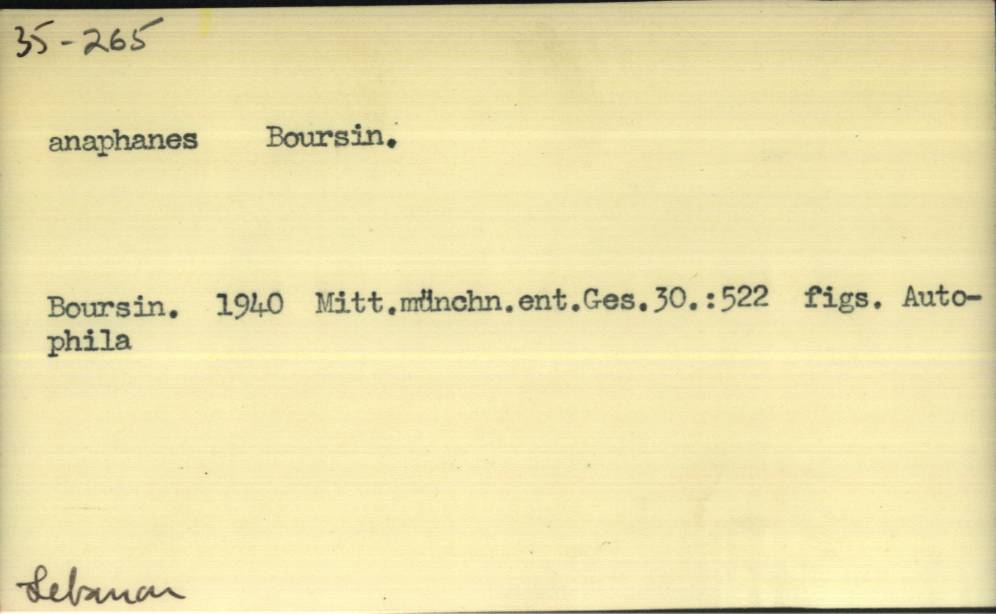 35-265
anaphanes Boursin.
Boursin. 1940 Mitt.münchn.ent.Ges.30.:522 figs. Auto-
phila
Lebanon